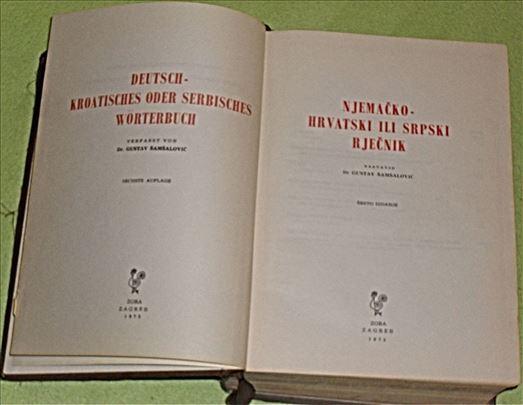 DEUTSCH-
KROATISCHES ODER SERBISCHES
WÖRTERBUCH
VERFASST VON
Dr. GUSTAV ŠAMŠALOVIĆ
SECHSTE AUFLAGE
ZORA
ZAGREB
NJEMAČKO-
HRVATSKI ILI SRPSKI
RJEČNIK
Dr. GUSTAV ŠAMŠALOVIĆ
ŠESTO IZDANJE
ZORA
ZAGREB